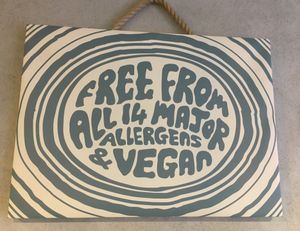 FREE FROM
ALL 14 MAJOR
ALLERGENS
& VEGAN